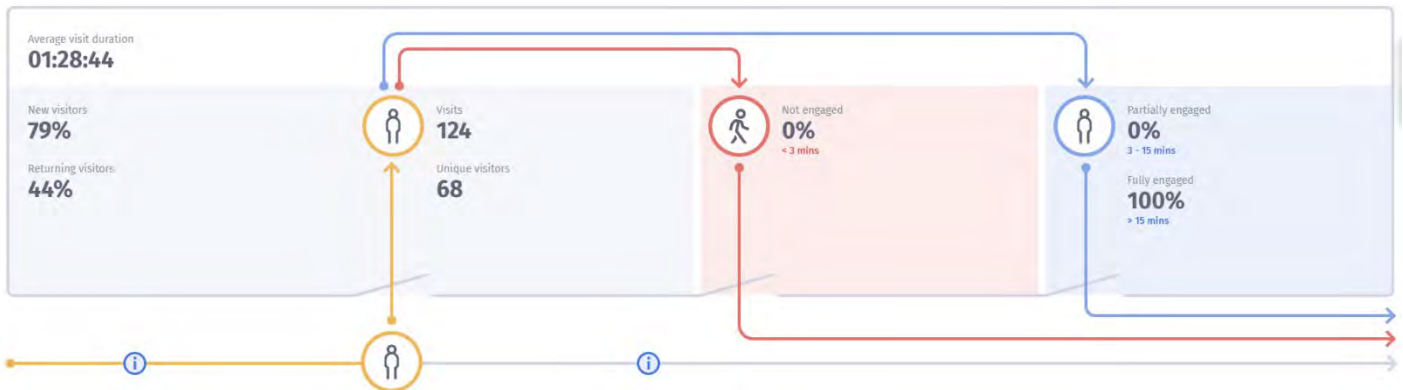 Average visit duration
01:28:44
New visitors
79%
Returning visitors
44%
Visits
124
Unique visitors
68
Not engaged
0%
< 3 mins
Partially engaged
0%
3 - 15 mins
Fully engaged
100%
> 15 mins
i
i